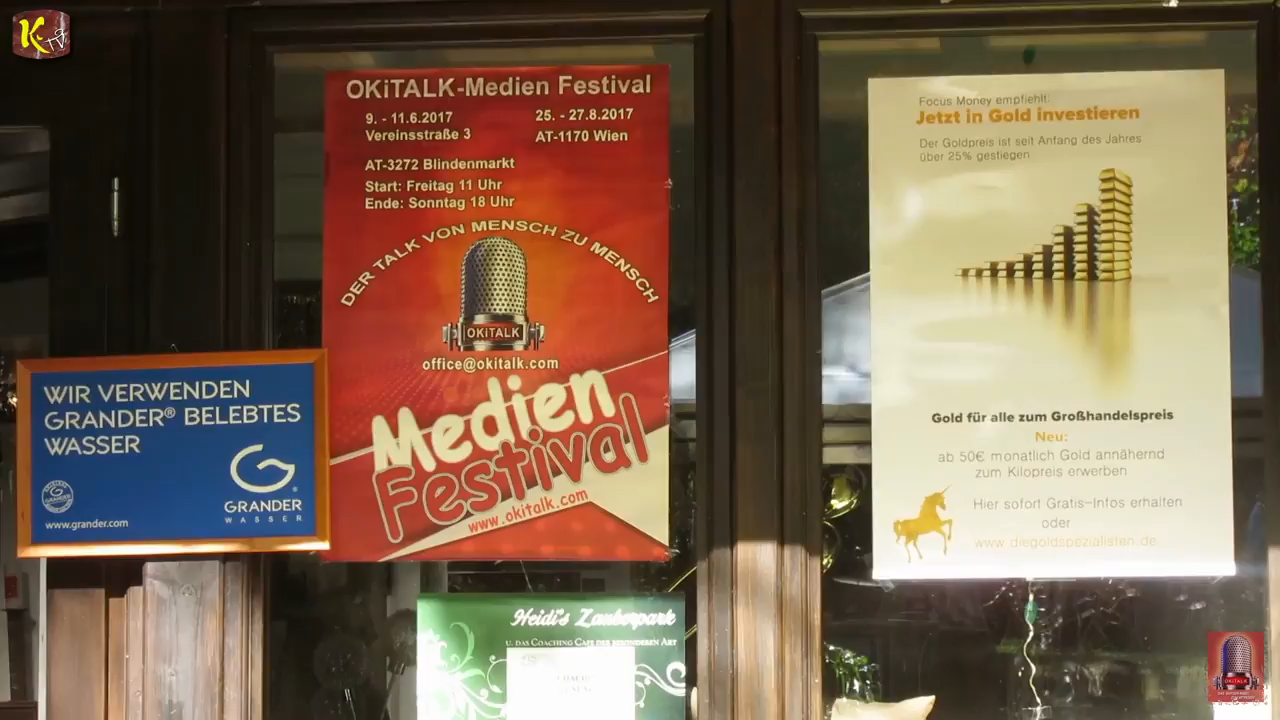 K-TV
OKiTALK-Medien Festival
9. - 11.6.2017
Vereinsstraße 3
25. - 27.8.2017
AT-1170 Wien
AT-3272 Blindenmarkt
Start: Freitag 11 Uhr
Ende: Sonntag 18 Uhr
DER TALK VON MENSCH ZU MENSCH
OKiTALK
office@okitalk.com
Medien
Festival
www.okitalk.com
WIR VERWENDEN
GRANDER® BELEBTES
WASSER
GRANDER
WASSER
www.grander.com
Focus Money empfiehlt:
Jetzt in Gold investieren
Der Goldpreis ist seit Anfang des Jahres
über 25% gestiegen
Gold für alle zum Großhandelspreis
Neu:
ab 50€ monatlich Gold annähernd
zum Kilopreis erwerben
Hier sofort Gratis-Infos erhalten
oder
www.diegoldspezialisten.de
Heidi's Zauberpark
u. das Coaching Cafe der besonderen Art
OKiTALK